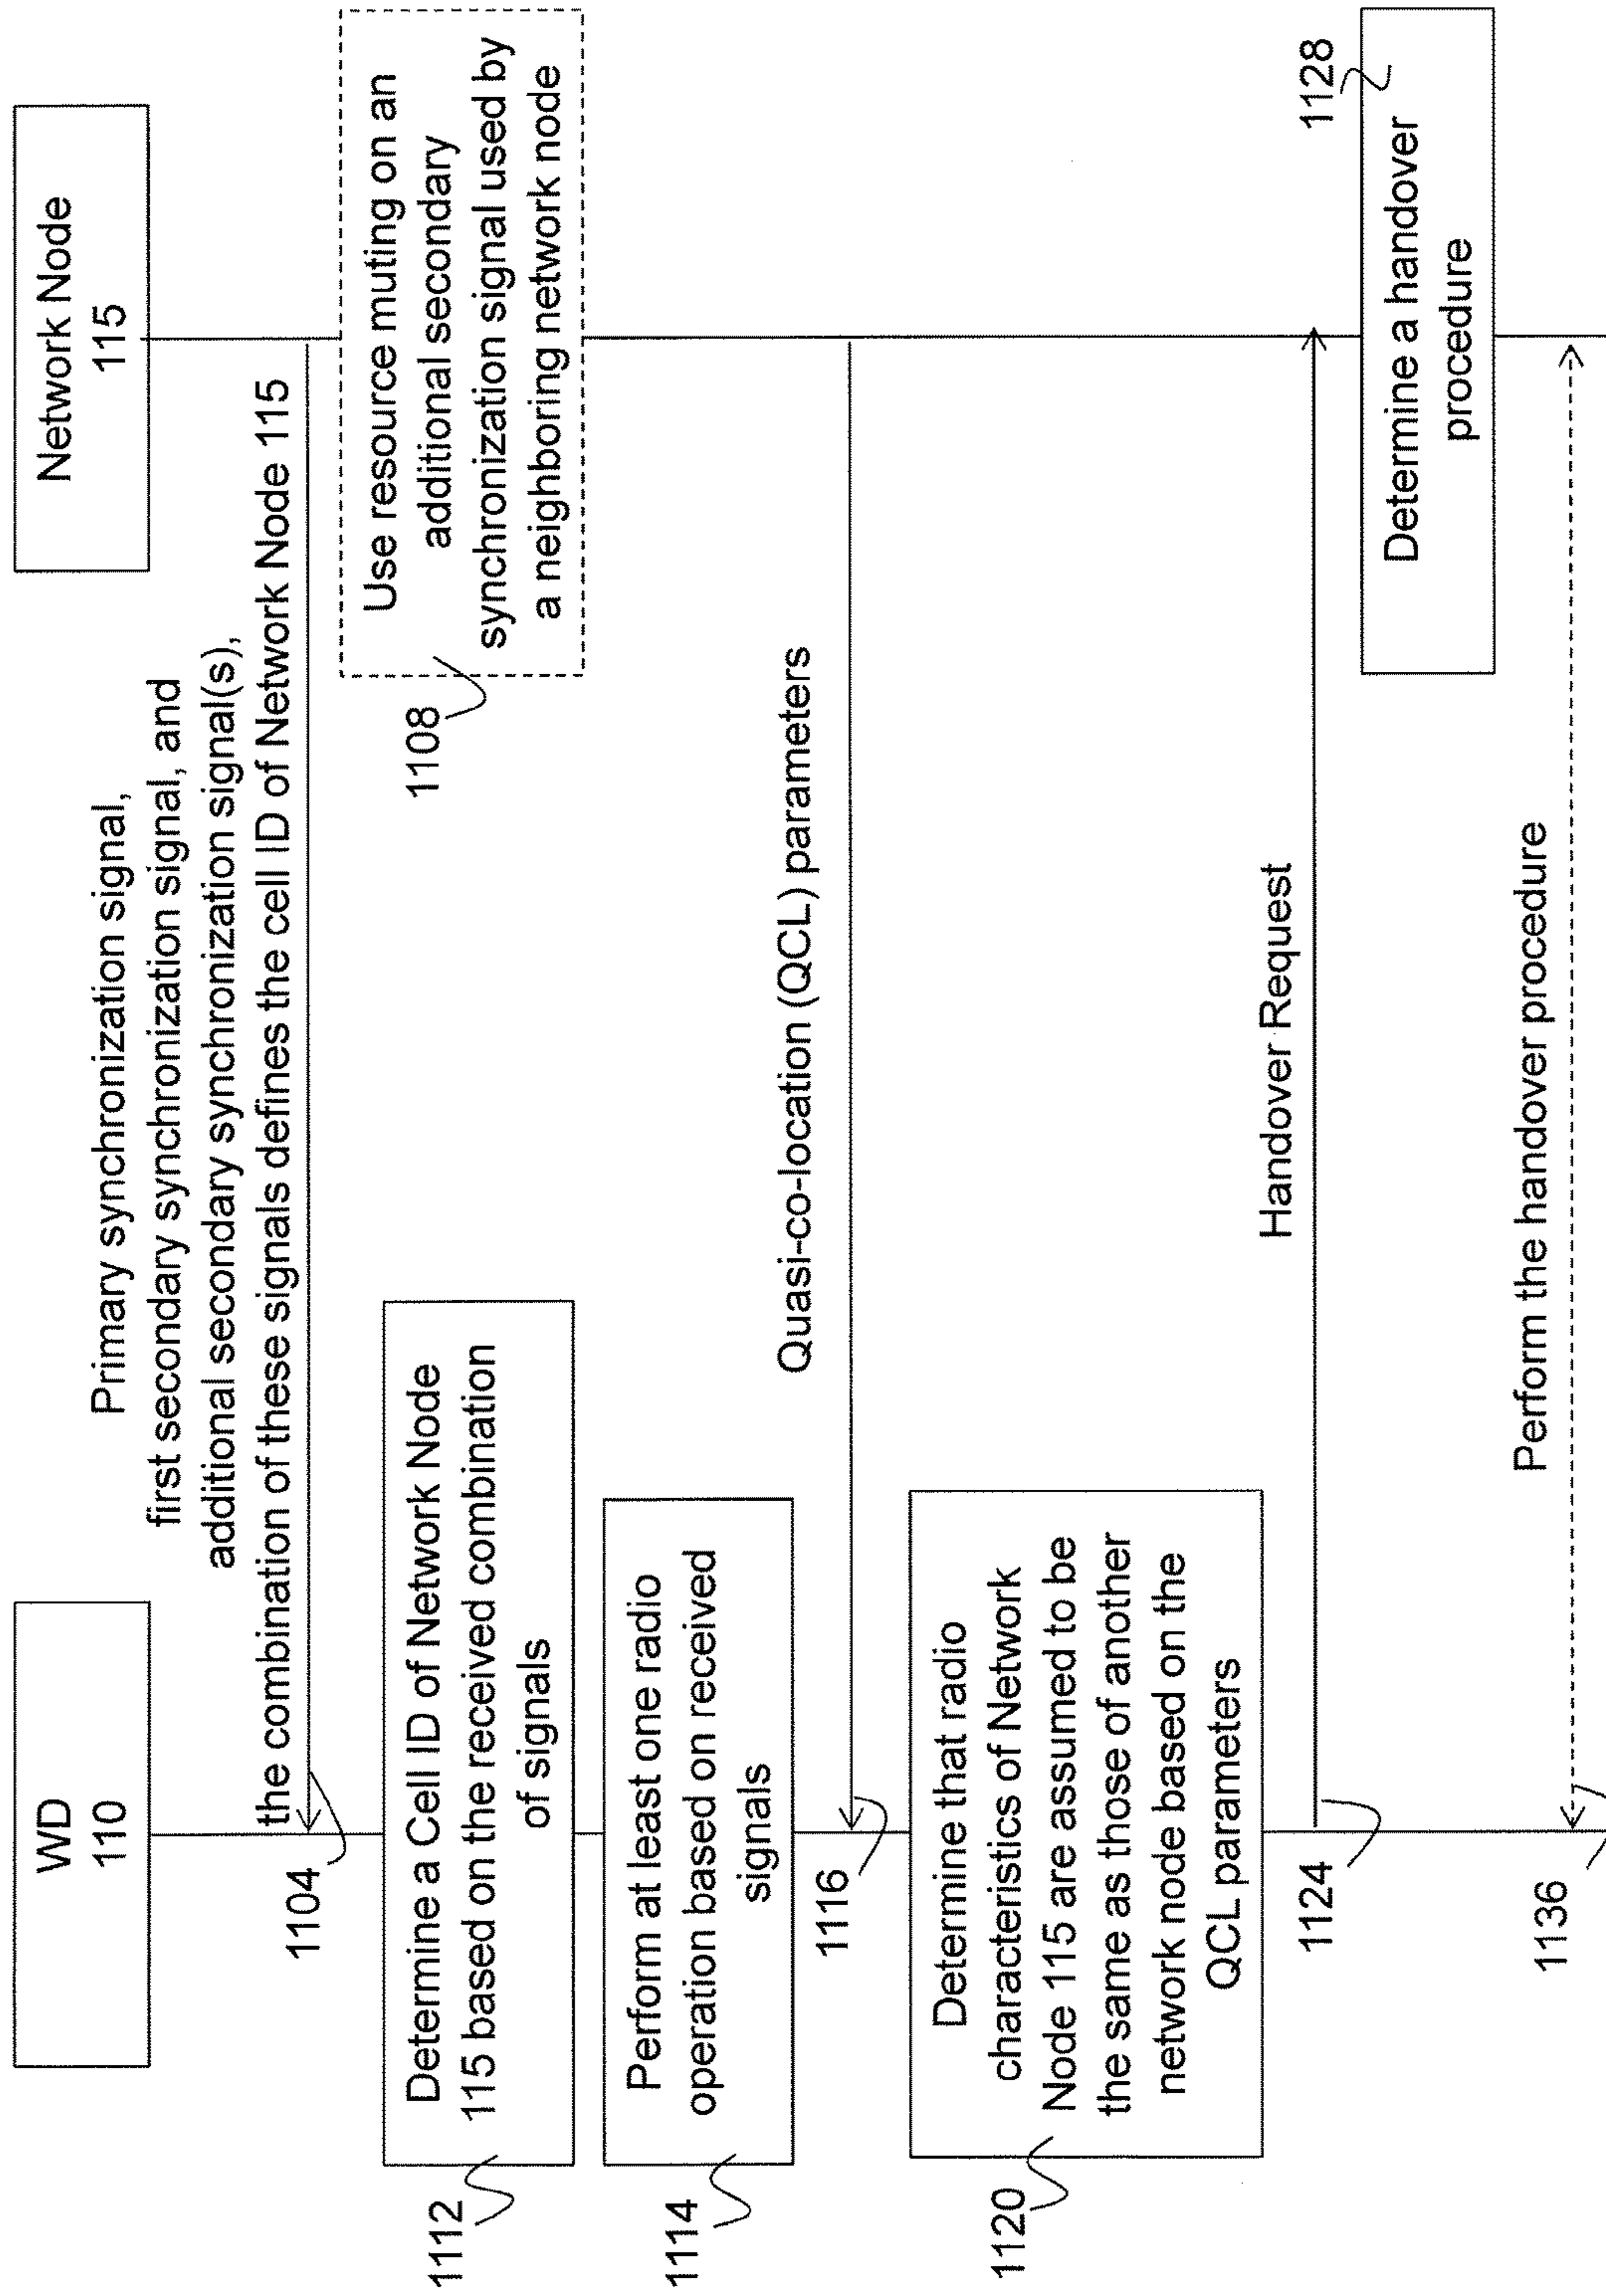 WD
110
Network Node
115
Primary synchronization signal,
first secondary synchronization signal, and
additional secondary synchronization signal(s),
the combination of these signals defines the cell ID of Network Node 115
1104
Use resource muting on an
additional secondary
synchronization signal used by
a neighboring network node
1108
Determine a Cell ID of Network Node
115 based on the received combination
of signals
1112
Perform at least one radio
operation based on received
signals
1114
Quasi-co-location (QCL) parameters
1116
Determine that radio
characteristics of Network
Node 115 are assumed to be
the same as those of another
network node based on the
QCL parameters
1120
Handover Request
1124
1128
Determine a handover
procedure
Perform the handover procedure
1136